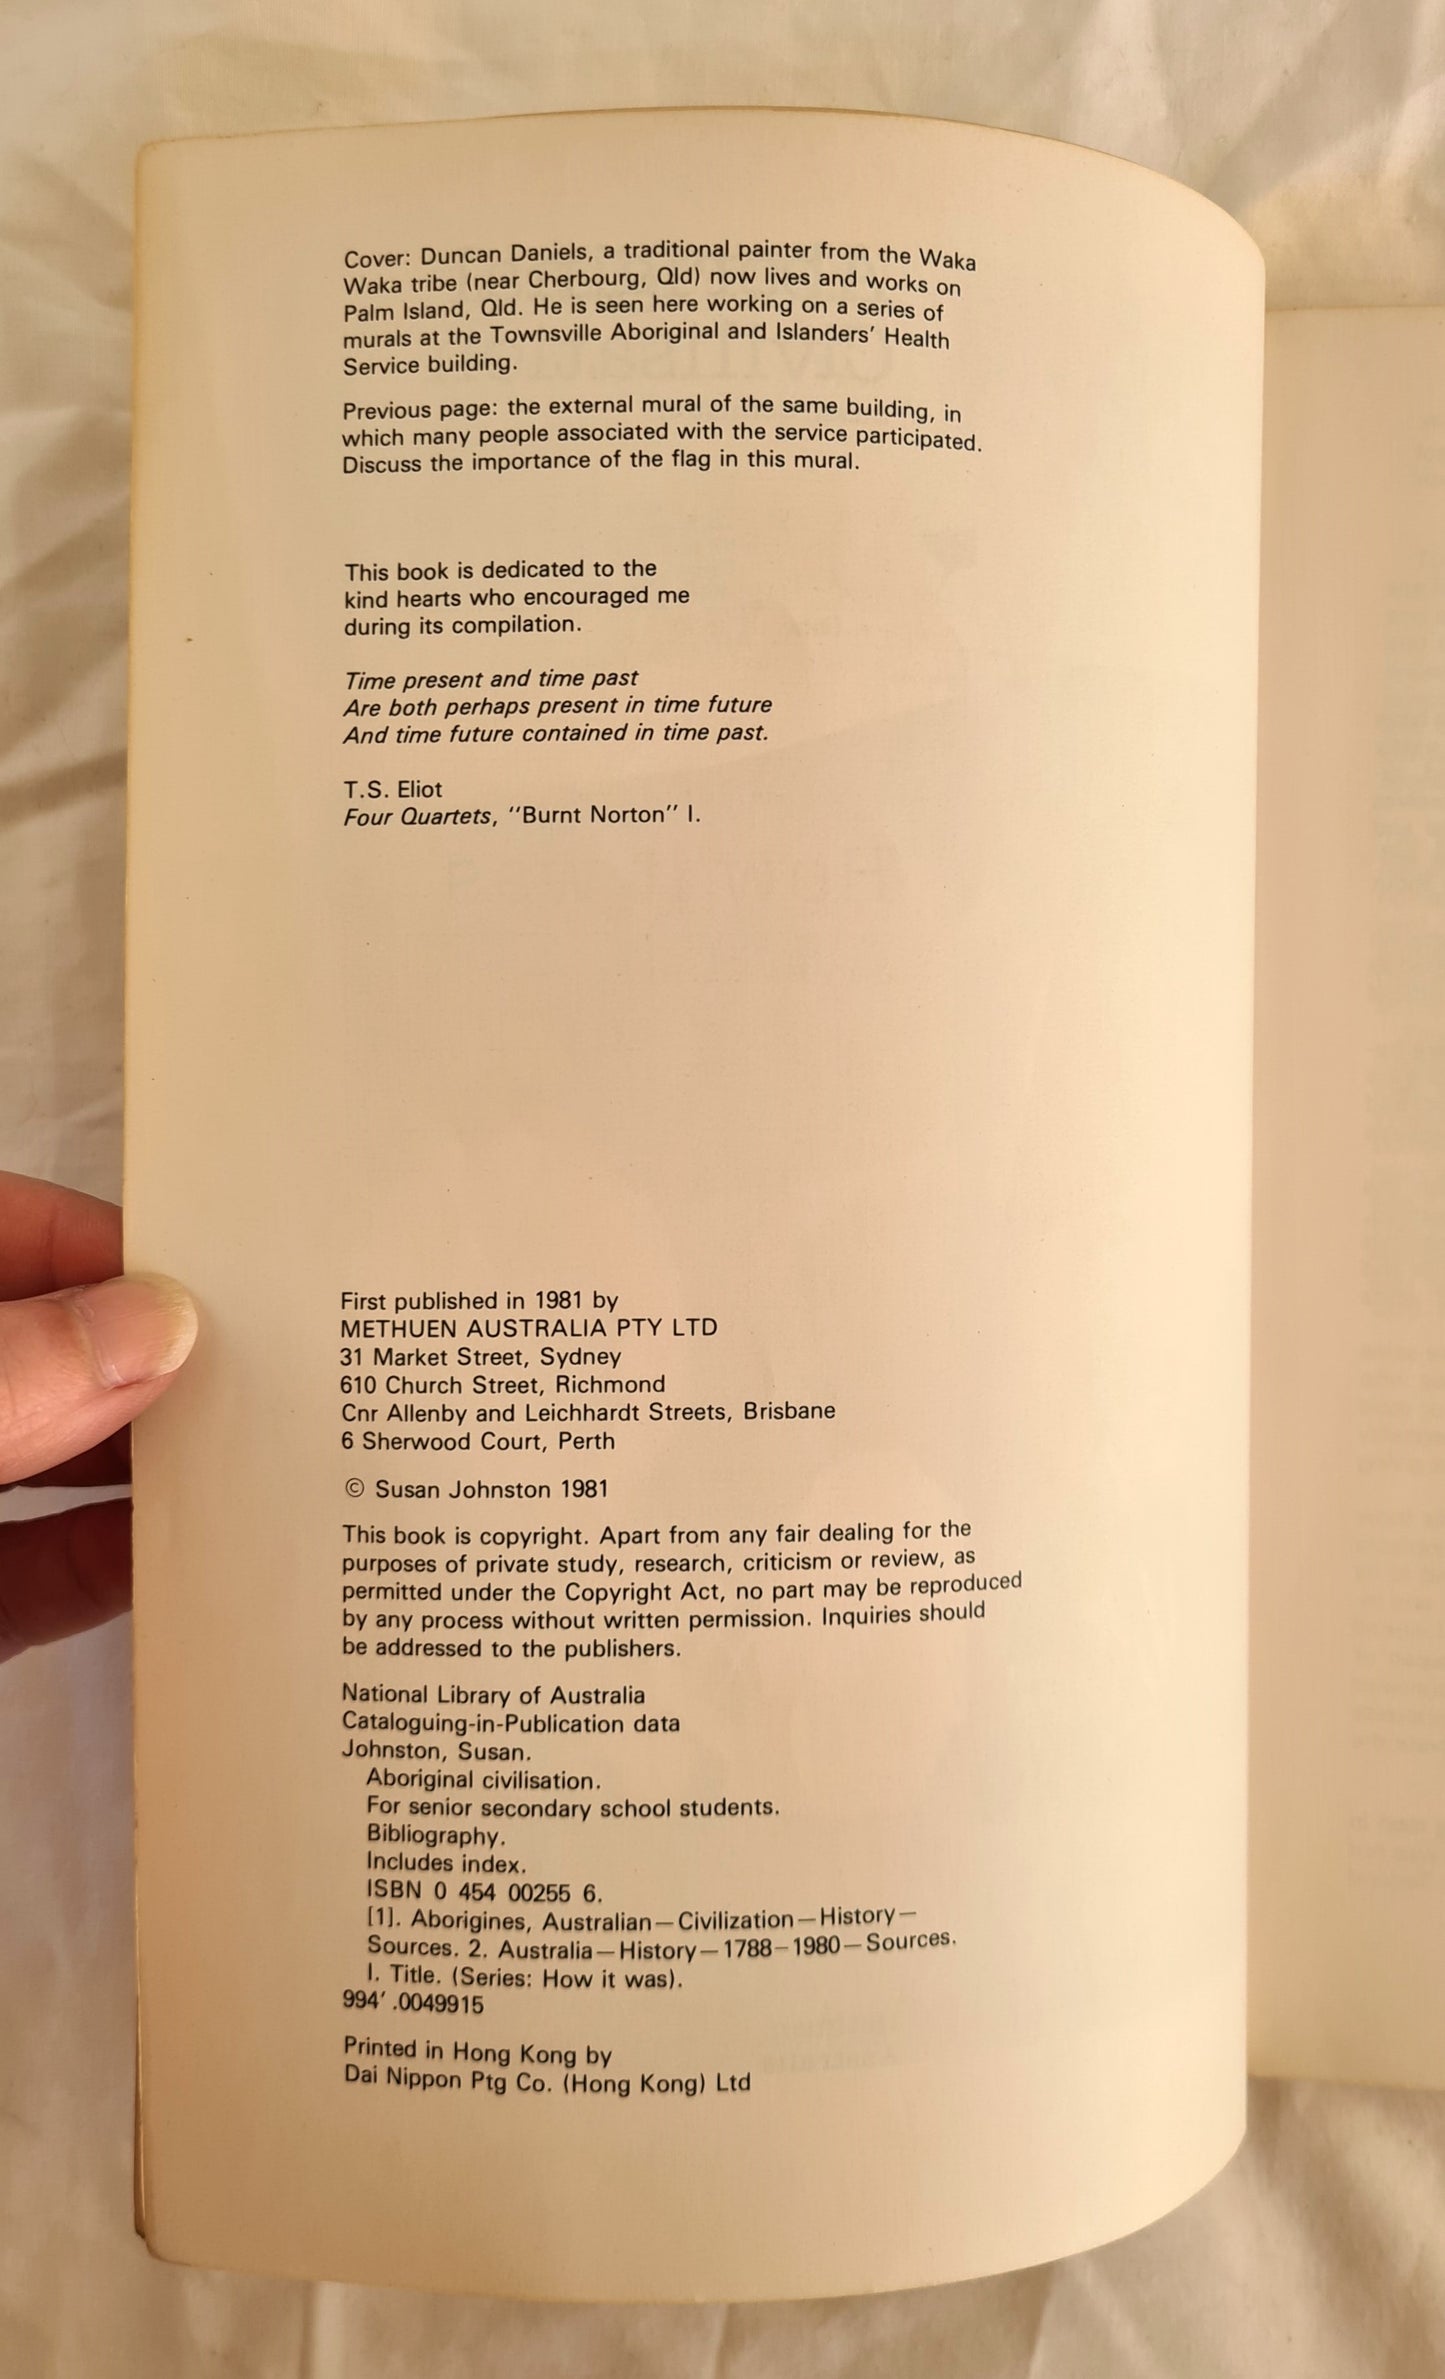 Cover: Duncan Daniels, a traditional painter from the Waka
Waka tribe (near Cherbourg, Qld) now lives and works on
Palm Island, Qld. He is seen here working on a series of
murals at the Townsville Aboriginal and Islanders' Health
Service building.
Previous page: the external mural of the same building, in
which many people associated with the service participated.
Discuss the importance of the flag in this mural.
This book is dedicated to the
kind hearts who encouraged me
during its compilation.
Time present and time past
Are both perhaps present in time future
And time future contained in time past.
T.S. Eliot
Four Quartets, ''Burnt Norton'' I.
First published in 1981 by
METHUEN AUSTRALIA PTY LTD
31 Market Street, Sydney
610 Church Street, Richmond
Cnr Allenby and Leichhardt Streets, Brisbane
6 Sherwood Court, Perth
© Susan Johnston 1981
This book is copyright. Apart from any fair dealing for the
purposes of private study, research, criticism or review, as
permitted under the Copyright Act, no part may be reproduced
by any process without written permission. Inquiries should
be addressed to the publishers.
National Library of Australia
Cataloguing-in-Publication data
Johnston, Susan.
Aboriginal civilisation.
For senior secondary school students.
Bibliography.
Includes index.
ISBN 0 454 00255 6.
[1]. Aborigines, Australian—Civilization—History—
Sources. 2. Australia—History—1788–1980—Sources.
I. Title. (Series: How it was).
994'.0049915
Printed in Hong Kong by
Dai Nippon Ptg Co. (Hong Kong) Ltd